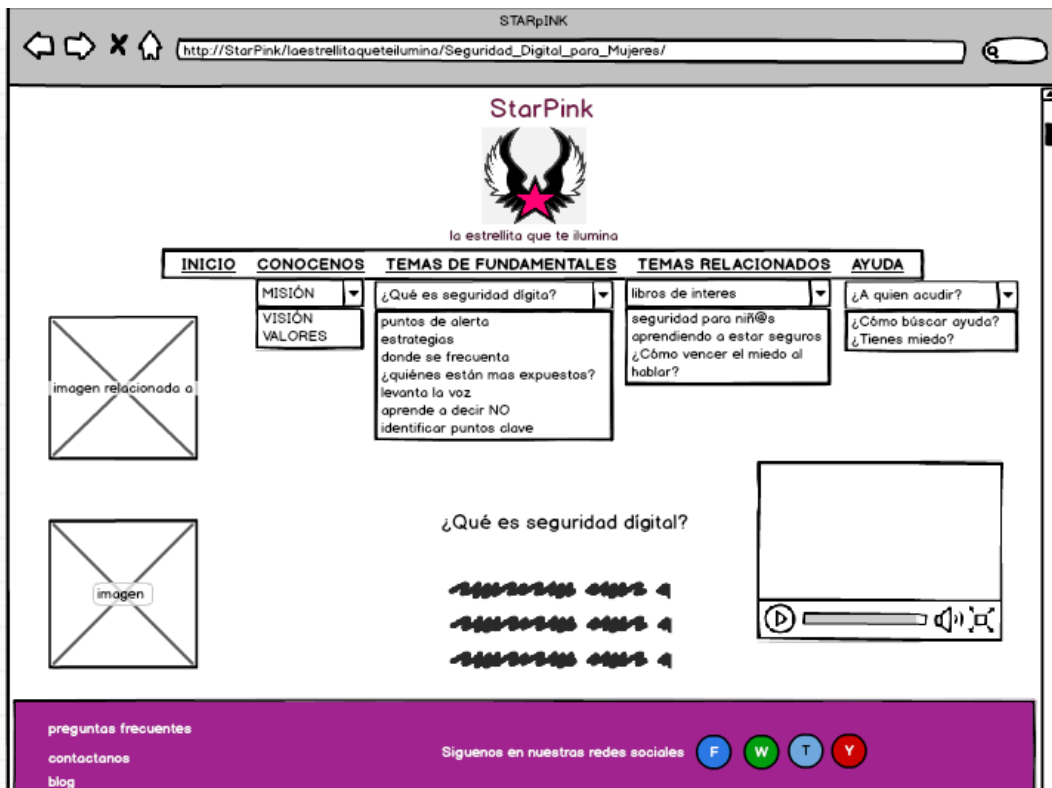 STARpINK
http://StarPink/laestrellitaqueteilumina/Seguridad_Digital_para_Mujeres/
StarPink
la estrellita que te ilumina
INICIO CONOCENOS TEMAS DE FUNDAMENTALES TEMAS RELACIONADOS AYUDA
MISIÓN
VISIÓN
VALORES
¿Qué es seguridad dígita?
puntos de alerta
estrategias
donde se frecuenta
¿quiénes están mas expuestos?
levanta la voz
aprende a decir NO
identificar puntos clave
libros de interes
seguridad para niñ@s
aprendiendo a estar seguros
¿Cómo vencer el miedo al
hablar?
¿A quien acudir?
¿Cómo búscar ayuda?
¿Tienes miedo?
imagen relacionada a
imagen
¿Qué es seguridad dígital?
preguntas frecuentes
contactanos
blog
Siguenos en nuestras redes sociales F W T Y